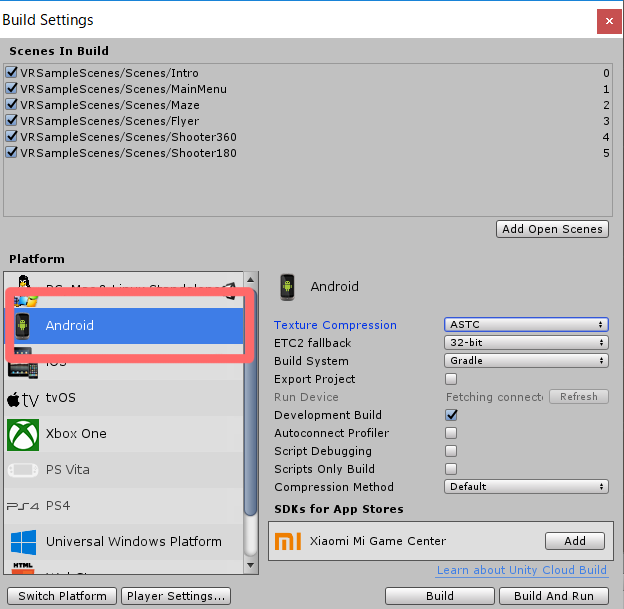 Build Settings
Scenes In Build
VRSampleScenes/Scenes/Intro 0
VRSampleScenes/Scenes/MainMenu 1
VRSampleScenes/Scenes/Maze 2
VRSampleScenes/Scenes/Flyer 3
VRSampleScenes/Scenes/Shooter360 4
VRSampleScenes/Scenes/Shooter180 5
Add Open Scenes
Platform
PC, Mac & Linux Standalone
Android
iOS
tvOS
Xbox One
PS Vita
PS4
Universal Windows Platform
HTML
Android
Texture Compression ASTC
ETC2 fallback 32-bit
Build System Gradle
Export Project
Run Device Fetching connecte Refresh
Development Build
Autoconnect Profiler
Script Debugging
Scripts Only Build
Compression Method Default
SDKs for App Stores
Xiaomi Mi Game Center Add
Learn about Unity Cloud Build
Switch Platform Player Settings... Build Build And Run